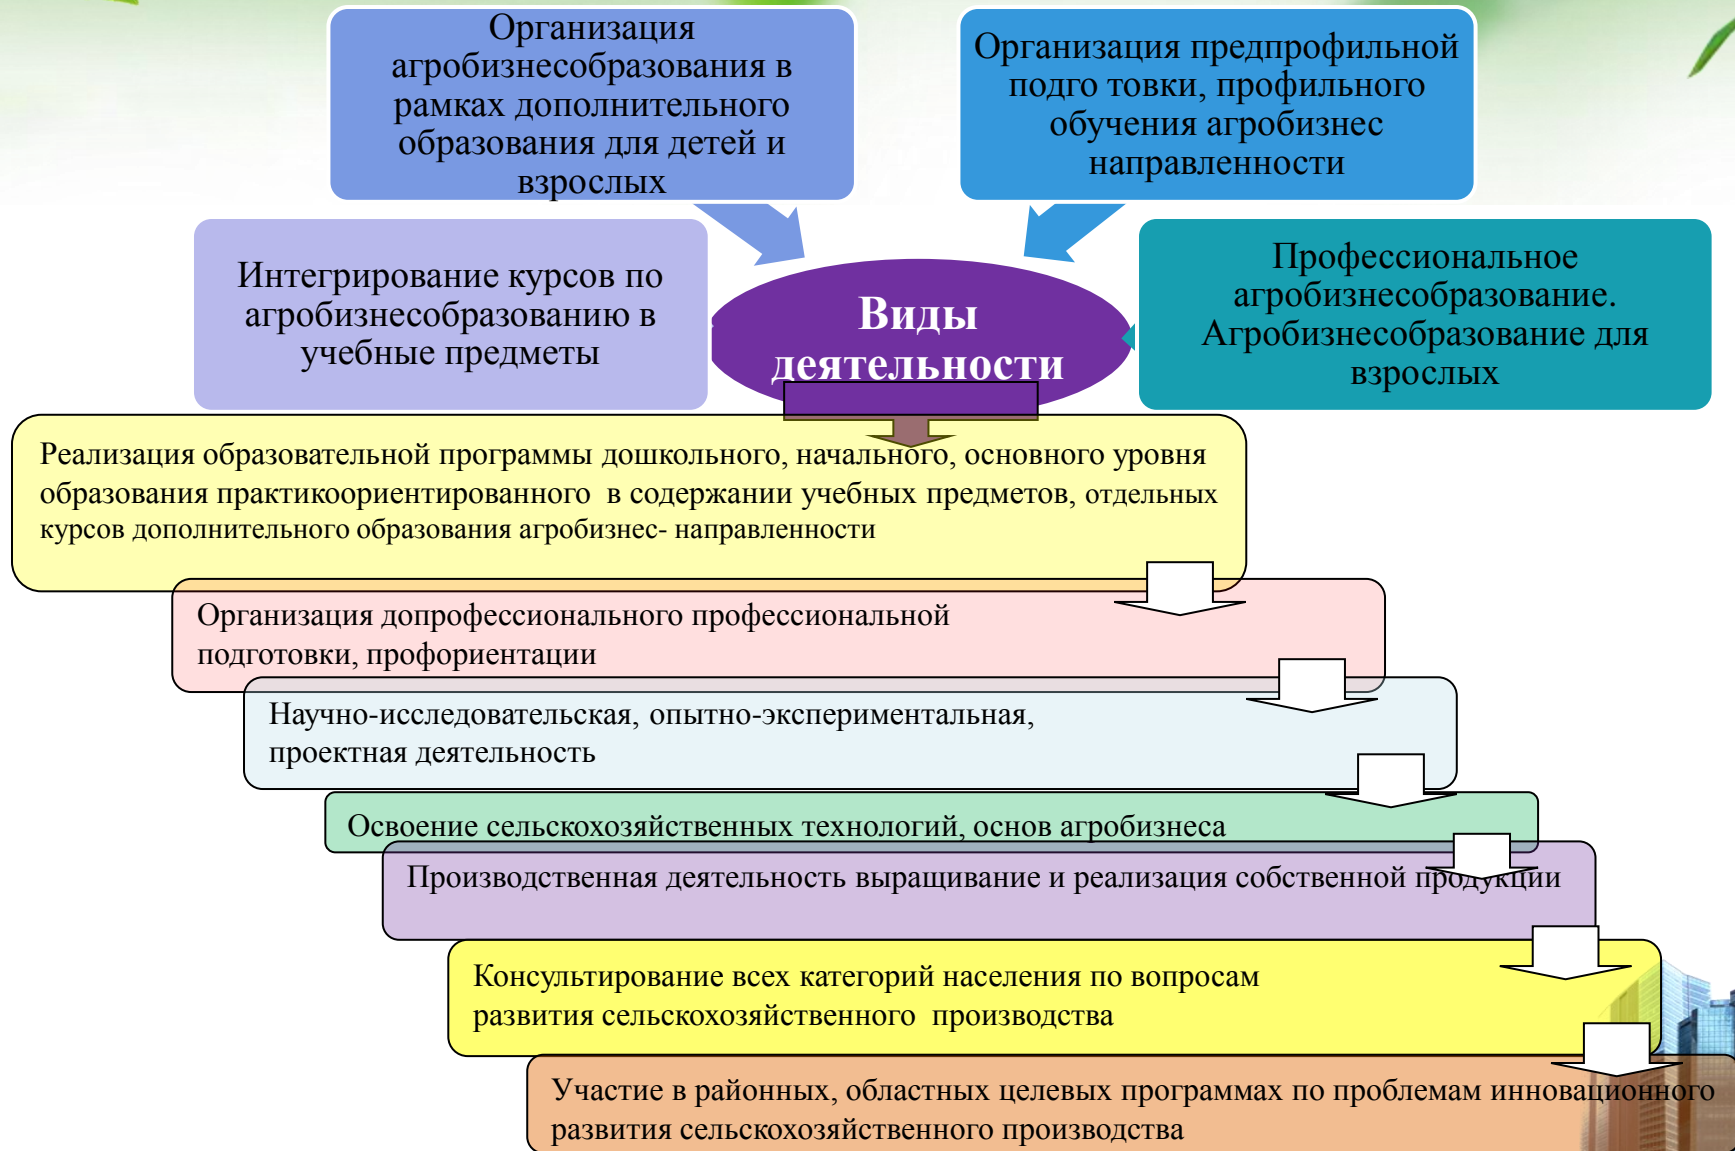 Организация
агробизнесобразования в
рамках дополнительного
образования для детей и
взрослых
Организация предпрофильной
подго товки, профильного
обучения агробизнес
направленности
Интегрирование курсов по
агробизнесобразованию в
учебные предметы
Виды
деятельности
Профессиональное
агробизнесобразование.
Агробизнесобразование для
взрослых
Реализация образовательной программы дошкольного, начального, основного уровня
образования практикоориентированного в содержании учебных предметов, отдельных
курсов дополнительного образования агробизнес- направленности
Организация допрофессионального профессиональной
подготовки, профориентации
Научно-исследовательская, опытно-экспериментальная,
проектная деятельность
Освоение сельскохозяйственных технологий, основ агробизнеса
Производственная деятельность выращивание и реализация собственной продукции
Консультирование всех категорий населения по вопросам
развития сельскохозяйственного производства
Участие в районных, областных целевых программах по проблемам инновационного
развития сельскохозяйственного производства